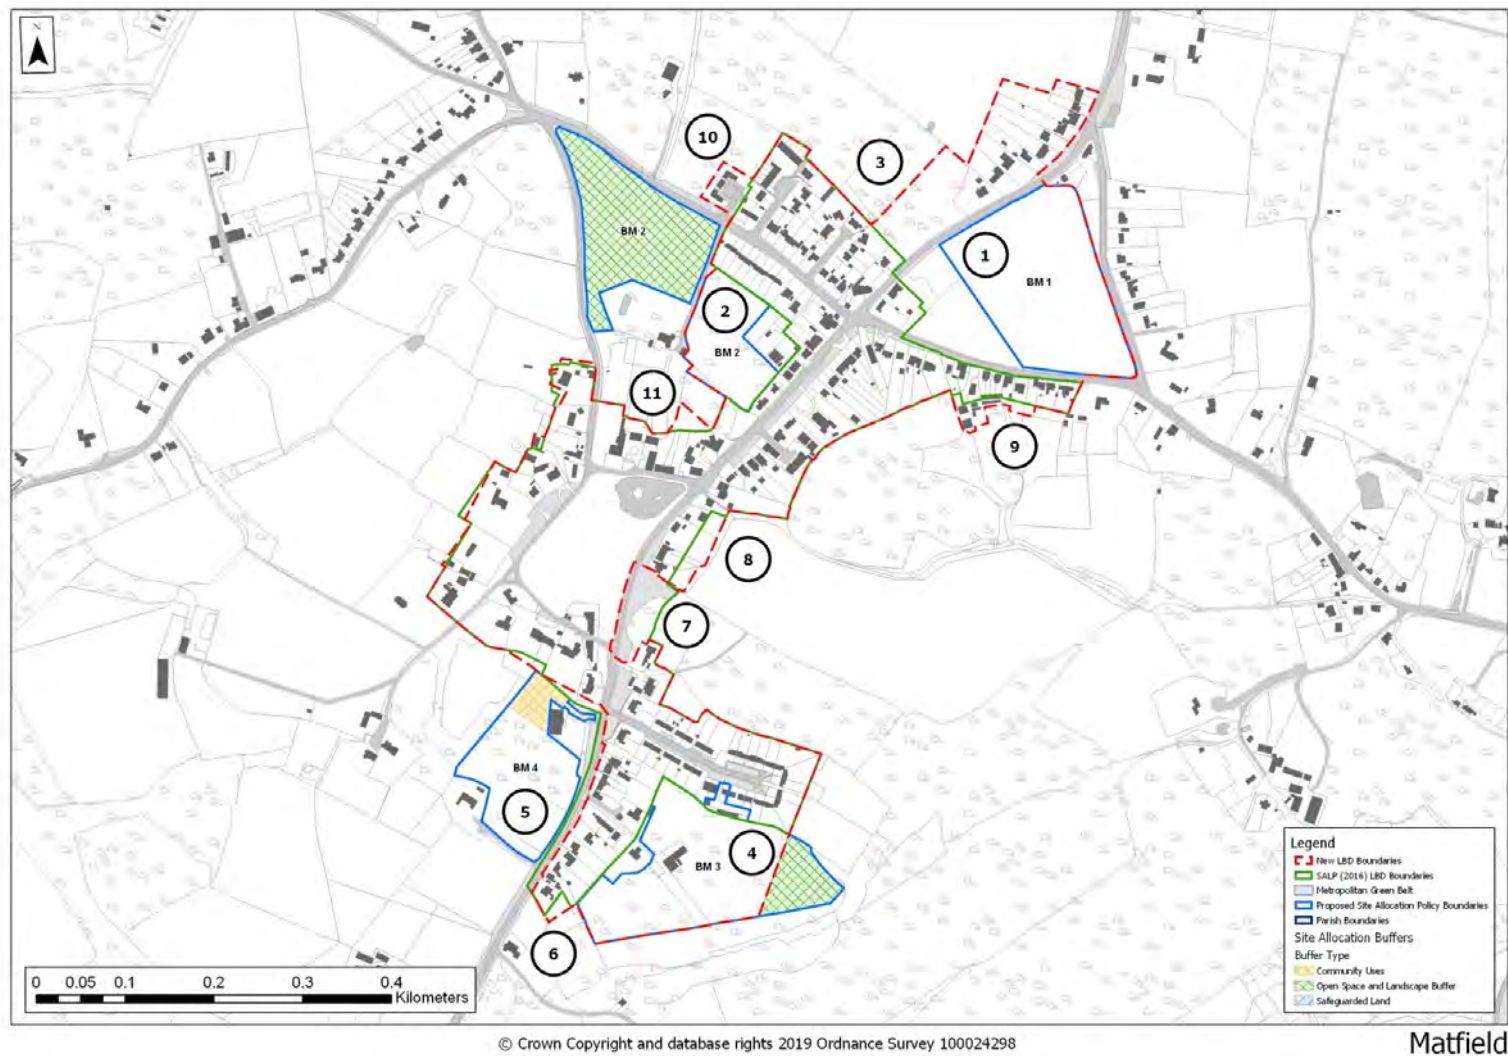 N
10
3
BM 2
1
BM 1
2
BM 2
11
9
8
7
BM 4
5
4
BM 3
6
Legend
New LBD Boundaries
SALP (2016) LBD Boundaries
Metropolitan Green Belt
Proposed Site Allocation Policy Boundaries
Parish Boundaries
Site Allocation Buffers
Buffer Type
Community Uses
Open Space and Landscape Buffer
Safeguarded Land
0 0.05 0.1 0.2 0.3 0.4
Kilometers
© Crown Copyright and database rights 2019 Ordnance Survey 100024298
Matfield